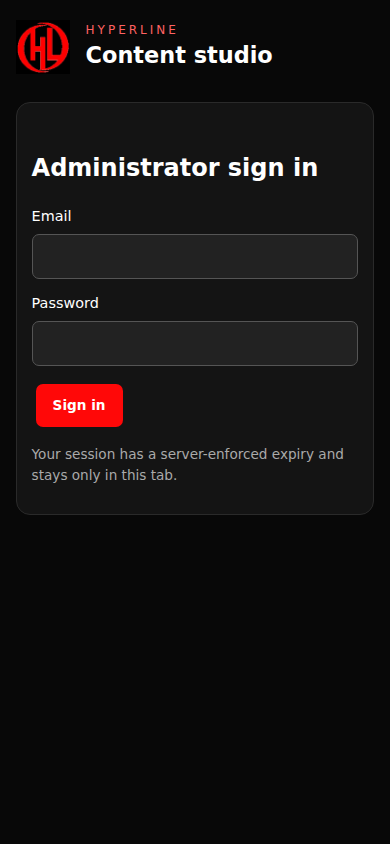 HL
HYPERLINE
Content studio
Administrator sign in
Email
Password
Sign in
Your session has a server-enforced expiry and
stays only in this tab.